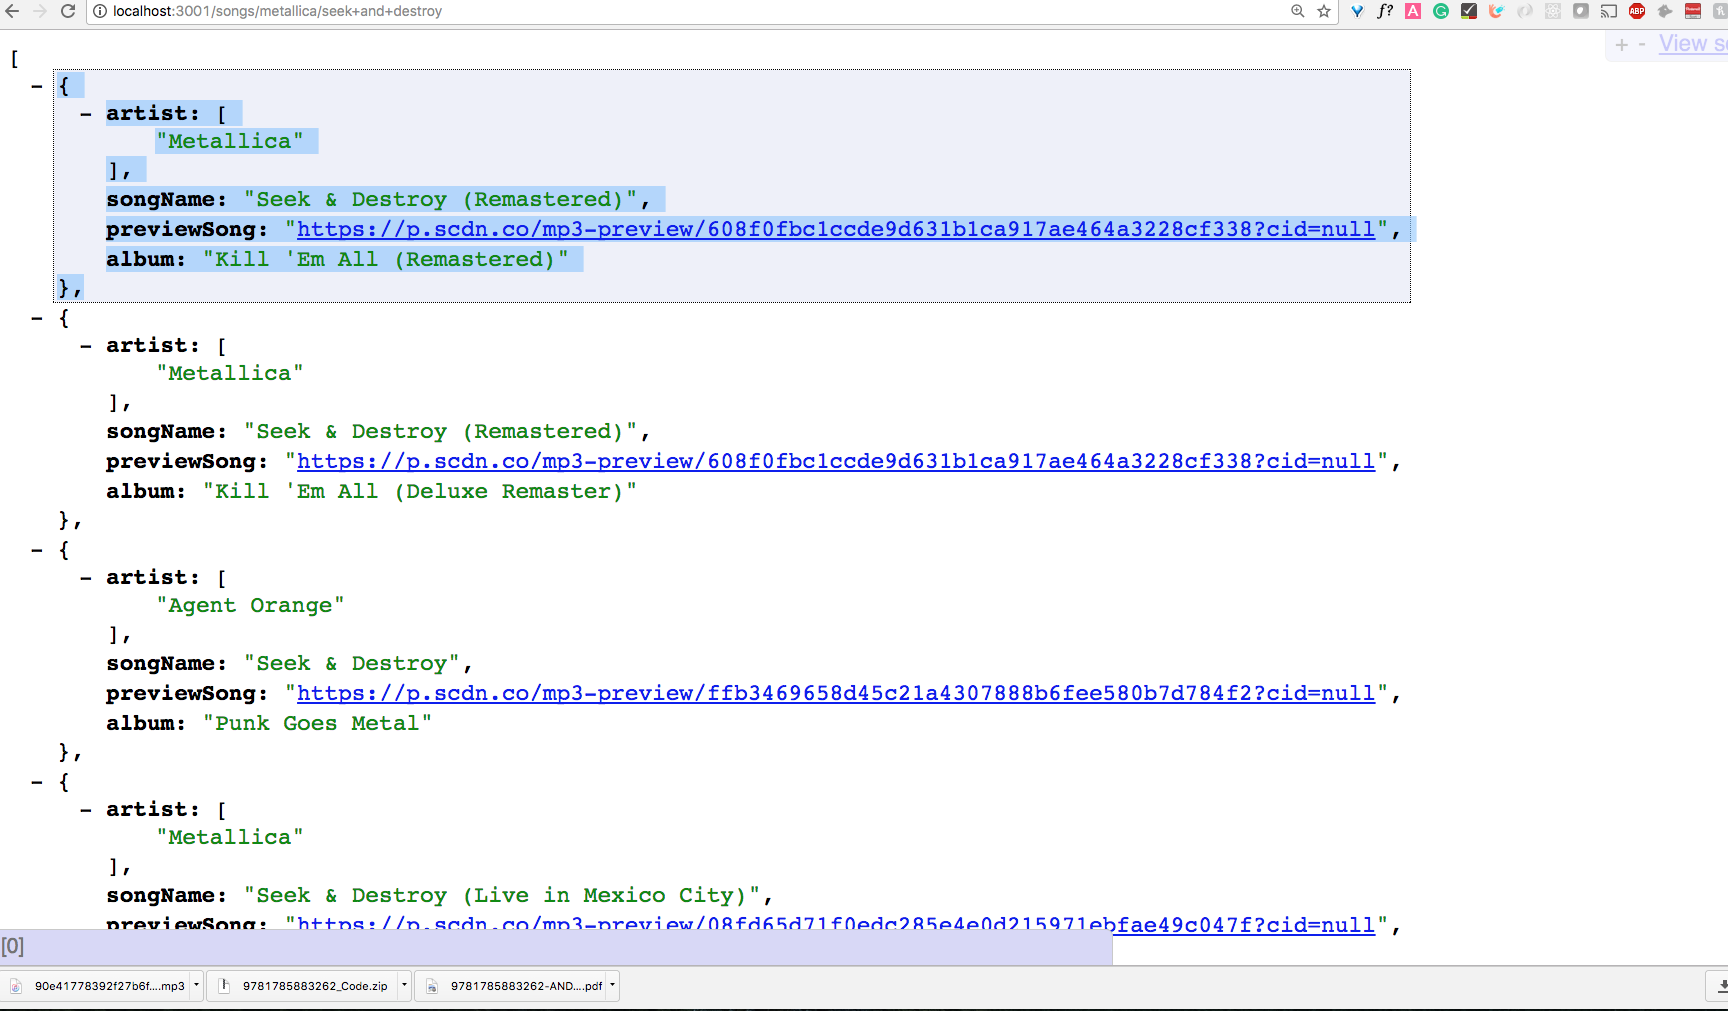 localhost:3001/songs/metallica/seek+and+destroy
f?
A
ABP
+ - View s
[
- {
- artist: [
"Metallica"
],
songName: "Seek & Destroy (Remastered)",
previewSong: "https://p.scdn.co/mp3-preview/608f0fbc1ccde9d631b1ca917ae464a3228cf338?cid=null",
album: "Kill 'Em All (Remastered)"
},
- {
- artist: [
"Metallica"
],
songName: "Seek & Destroy (Remastered)",
previewSong: "https://p.scdn.co/mp3-preview/608f0fbc1ccde9d631b1ca917ae464a3228cf338?cid=null",
album: "Kill 'Em All (Deluxe Remaster)"
},
- {
- artist: [
"Agent Orange"
],
songName: "Seek & Destroy",
previewSong: "https://p.scdn.co/mp3-preview/ffb3469658d45c21a4307888b6fee580b7d784f2?cid=null",
album: "Punk Goes Metal"
},
- {
- artist: [
"Metallica"
],
songName: "Seek & Destroy (Live in Mexico City)",
previewSong: "https://p.scdn.co/mp3-preview/08fd65d71f0edc285e4e0d215971ebfae49c047f?cid=null",
[0]
90e41778392f27b6f....mp3
9781785883262_Code.zip
9781785883262-AND....pdf